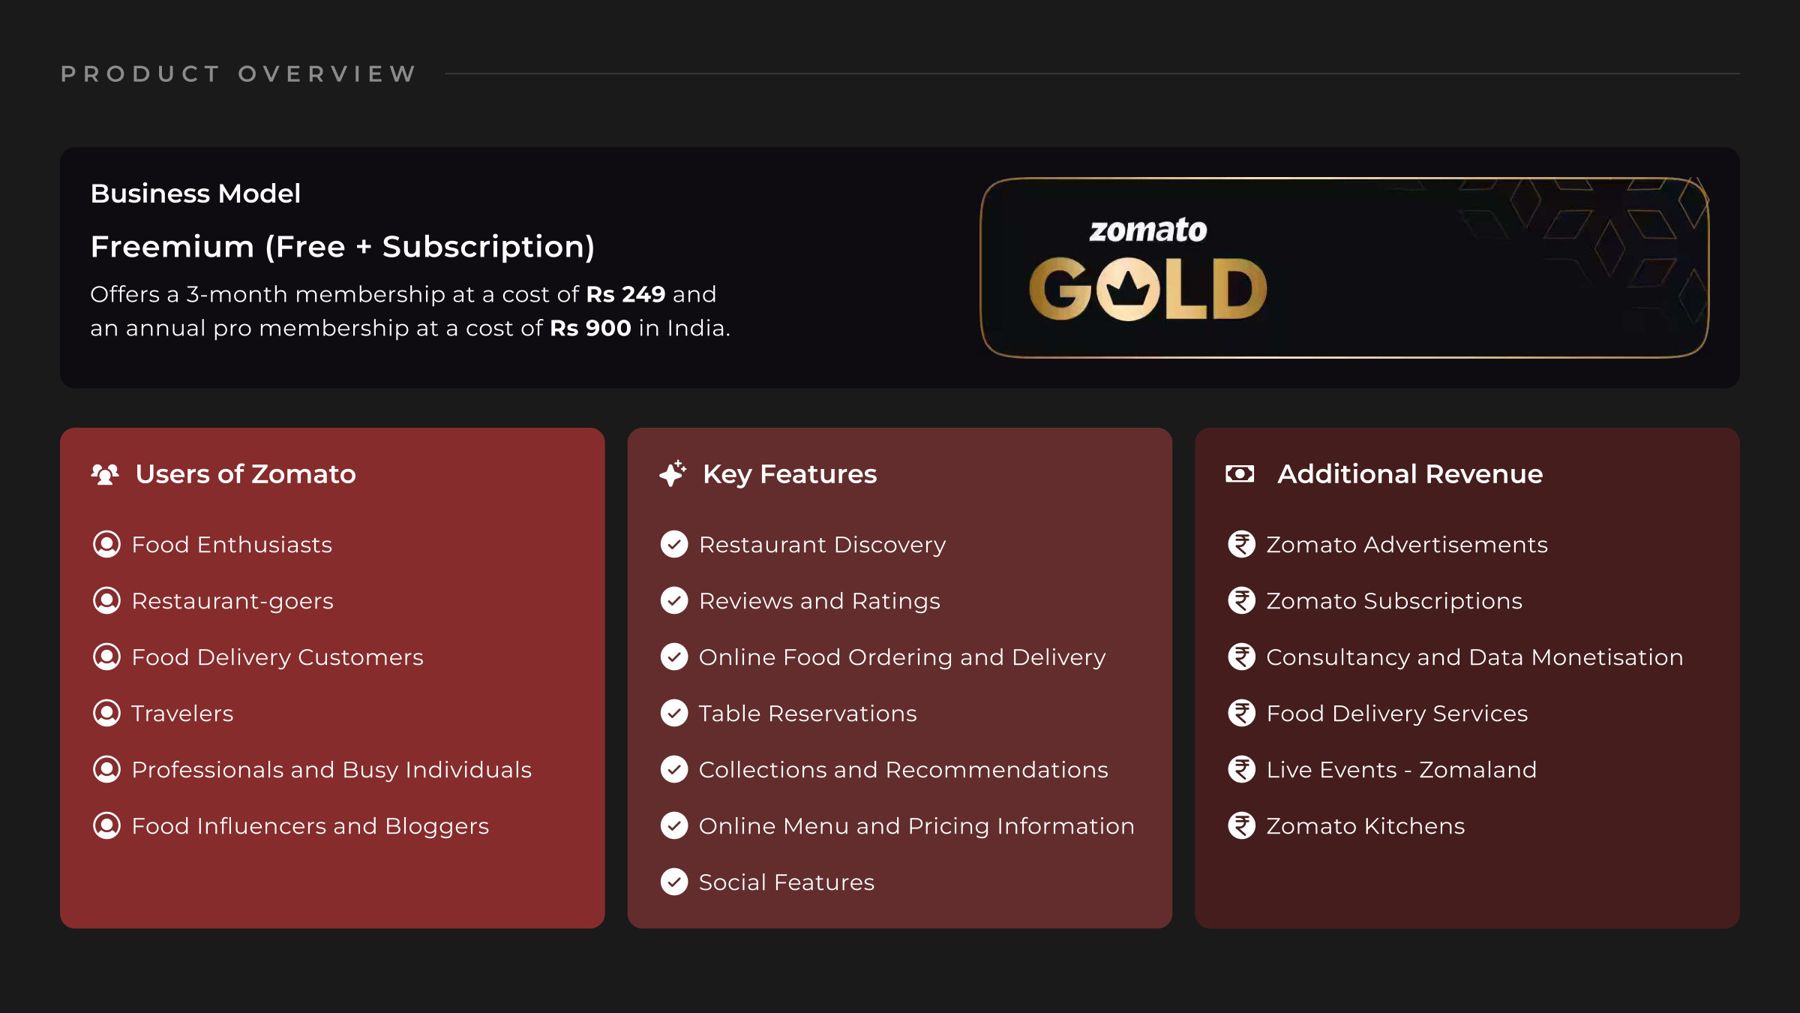 PRODUCT OVERVIEW
Business Model
Freemium (Free + Subscription)
Offers a 3-month membership at a cost of Rs 249 and
an annual pro membership at a cost of Rs 900 in India.
zomato
GOLD
Users of Zomato
Food Enthusiasts
Restaurant-goers
Food Delivery Customers
Travelers
Professionals and Busy Individuals
Food Influencers and Bloggers
Key Features
Restaurant Discovery
Reviews and Ratings
Online Food Ordering and Delivery
Table Reservations
Collections and Recommendations
Online Menu and Pricing Information
Social Features
Additional Revenue
₹ Zomato Advertisements
₹ Zomato Subscriptions
₹ Consultancy and Data Monetisation
₹ Food Delivery Services
₹ Live Events - Zomaland
₹ Zomato Kitchens